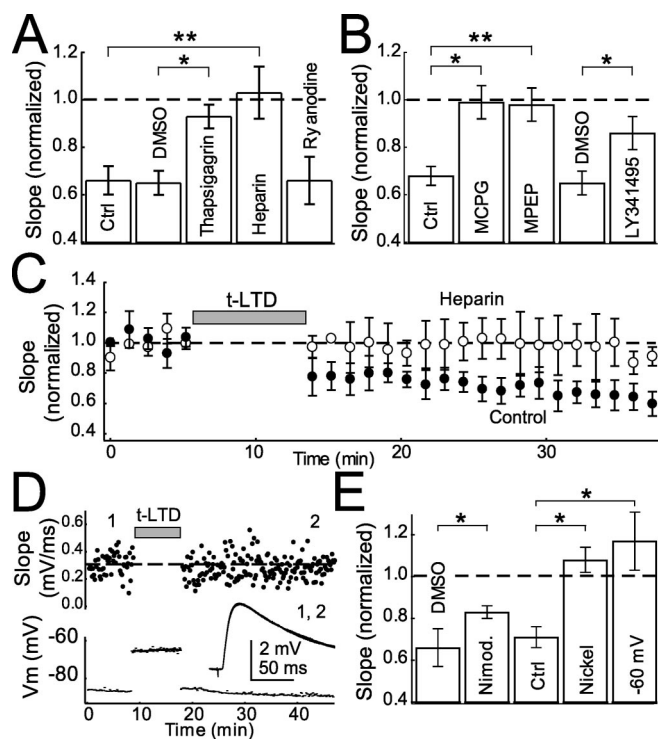 A
Slope (normalized)
1.2
1.0
0.8
0.6
0.4
**
*
Ctrl
DMSO
Thapsigagrin
Heparin
Ryanodine
B
Slope (normalized)
1.2
1.0
0.8
0.6
0.4
**
*
*
Ctrl
MCPG
MPEP
DMSO
LY341495
C
Slope
(normalized)
1.4
1.2
1.0
0.8
0.6
0.4
t-LTD
Heparin
Control
0
10
20
30
Time (min)
D
Slope
(mV/ms)
0.6
0.4
0.2
0.0
1
t-LTD
2
Vm (mV)
-60
-80
1, 2
2 mV
50 ms
0
10
20
30
40
Time (min)
E
Slope (normalized)
1.2
1.0
0.8
0.6
0.4
*
*
*
DMSO
Nimod.
Ctrl
Nickel
-60 mV